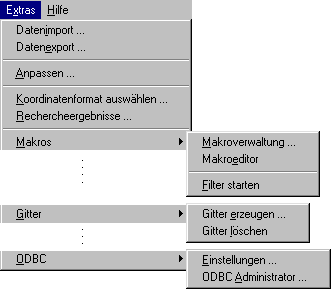 Extras Hilfe
Datenimport ...
Datenexport ...
Anpassen ...
Koordinatenformat auswählen ...
Rechercheergebnisse ...
Makros
Makroverwaltung ...
Makroeditor
Filter starten
Gitter
Gitter erzeugen ...
Gitter löschen
ODBC
Einstellungen ...
ODBC Administrator ...